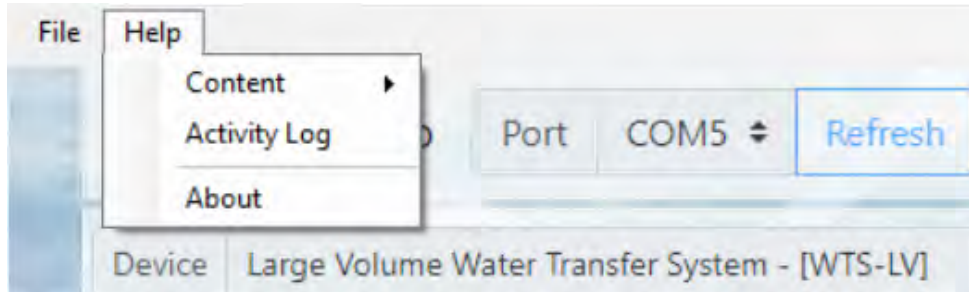 File Help
Content
Activity Log
Port COM5 Refresh
About
Device Large Volume Water Transfer System - [WTS-LV]